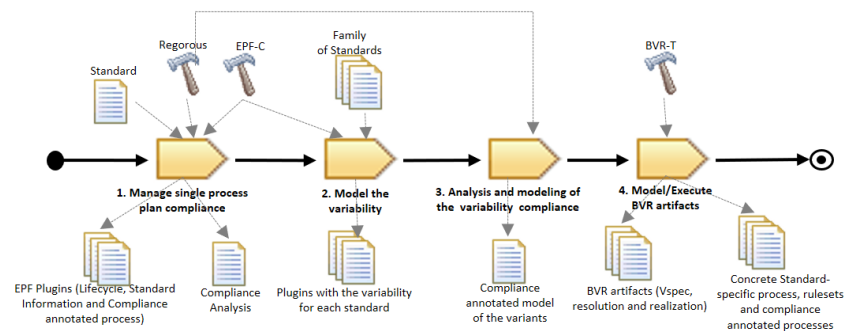 Regorous
EPF-C
Family
of Standards
BVR-T
Standard
1. Manage single process
plan compliance
2. Model the
variability
3. Analysis and modeling of
the variability compliance
4. Model/Execute
BVR artifacts
EPF Plugins (Lifecycle, Standard
Information and Compliance
annotated process)
Compliance
Analysis
Plugins with the variability
for each standard
Compliance
annotated model
of the variants
BVR artifacts (Vspec,
resolution and realization)
Concrete Standard-
specific process, rulesets
and compliance
annotated processes